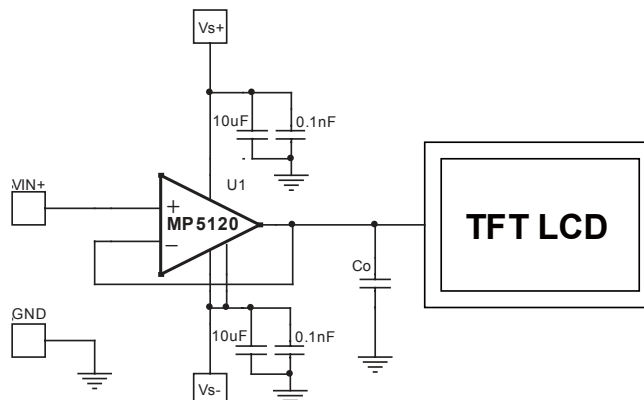 Vs+
10uF
0.1nF
VIN+
U1
+
MP5120
−
TFT LCD
Co
GND
10uF
0.1nF
Vs-